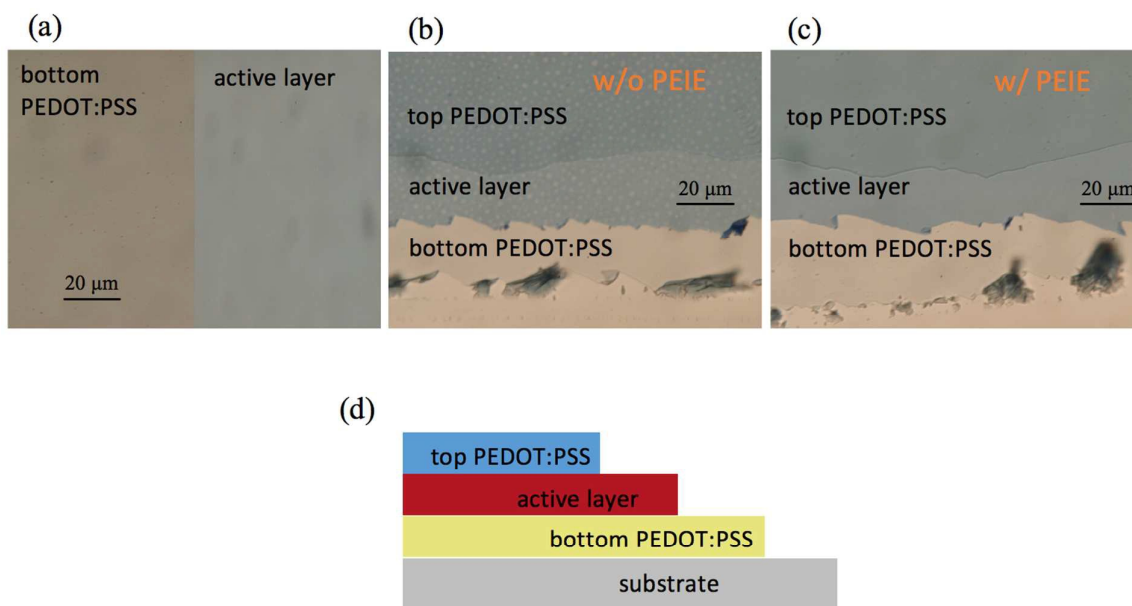 (a)
bottom
PEDOT:PSS
active layer
20 μm
(b)
w/o PEIE
top PEDOT:PSS
active layer
20 μm
bottom PEDOT:PSS
(c)
w/ PEIE
top PEDOT:PSS
active layer
20 μm
bottom PEDOT:PSS
(d)
top PEDOT:PSS
active layer
bottom PEDOT:PSS
substrate